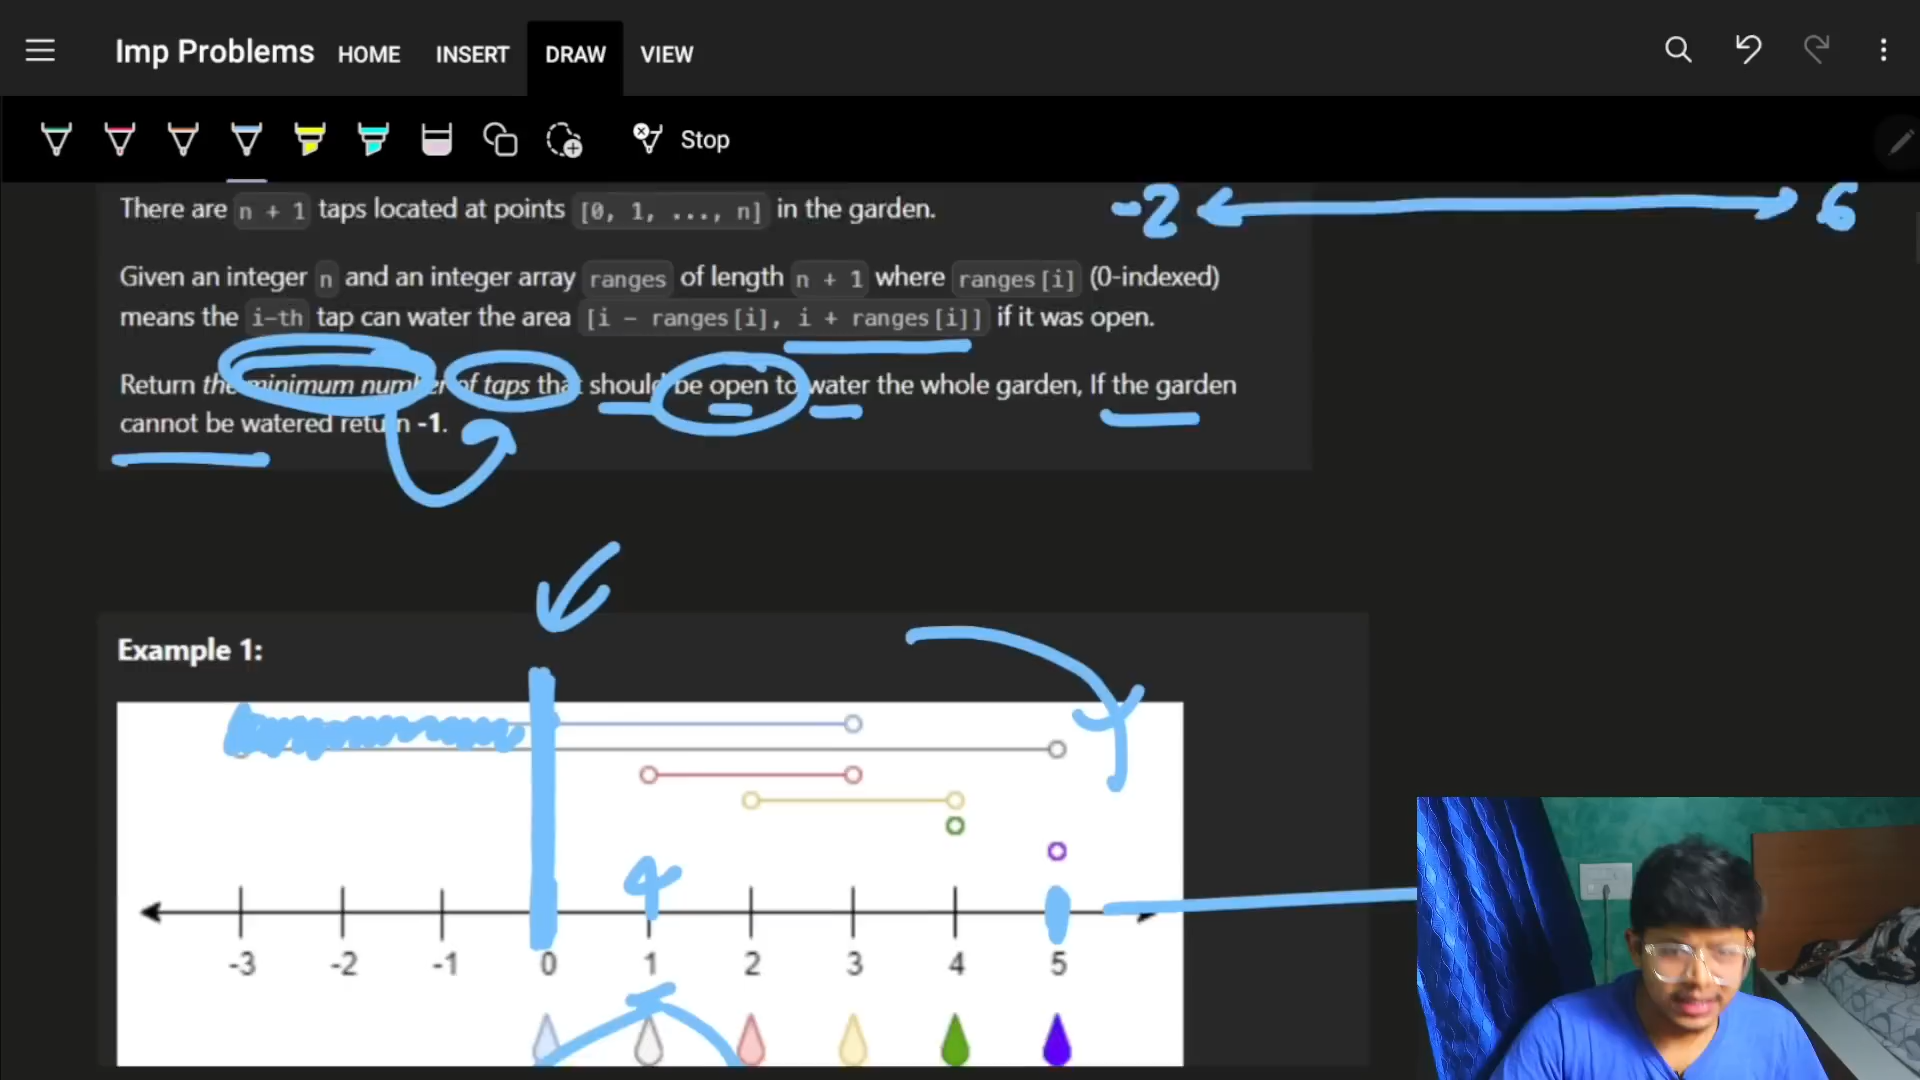 Imp Problems HOME INSERT DRAW VIEW
Stop
There are n + 1 taps located at points [0, 1, ..., n] in the garden.
-2 6
Given an integer n and an integer array ranges of length n + 1 where ranges[i] (0-indexed)
means the i-th tap can water the area [i - ranges[i], i + ranges[i]] if it was open.
Return the minimum number of taps that should be open to water the whole garden, If the garden
cannot be watered return -1.
Example 1:
4
-3 -2 -1 0 1 2 3 4 5